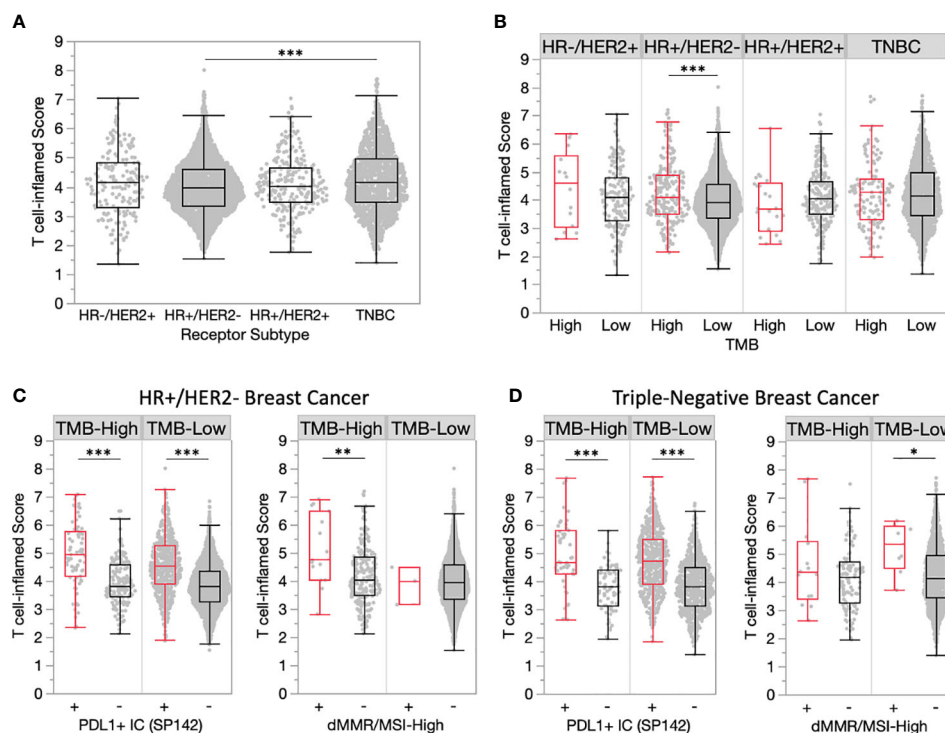 A
T cell-inflamed Score
9
8
7
6
5
4
3
2
1
0
***
HR-/HER2+ HR+/HER2- HR+/HER2+ TNBC
Receptor Subtype
B
HR-/HER2+ HR+/HER2- HR+/HER2+ TNBC
T cell-inflamed Score
9
8
7
6
5
4
3
2
1
0
***
High Low High Low High Low High Low
TMB
C
HR+/HER2- Breast Cancer
TMB-High TMB-Low
T cell-inflamed Score
9
8
7
6
5
4
3
2
1
0
*** ***
+ - + -
PDL1+ IC (SP142)
TMB-High TMB-Low
T cell-inflamed Score
9
8
7
6
5
4
3
2
1
0
**
+ - + -
dMMR/MSI-High
D
Triple-Negative Breast Cancer
TMB-High TMB-Low
T cell-inflamed Score
9
8
7
6
5
4
3
2
1
0
*** ***
+ - + -
PDL1+ IC (SP142)
TMB-High TMB-Low
T cell-inflamed Score
9
8
7
6
5
4
3
2
1
0
*
+ - + -
dMMR/MSI-High